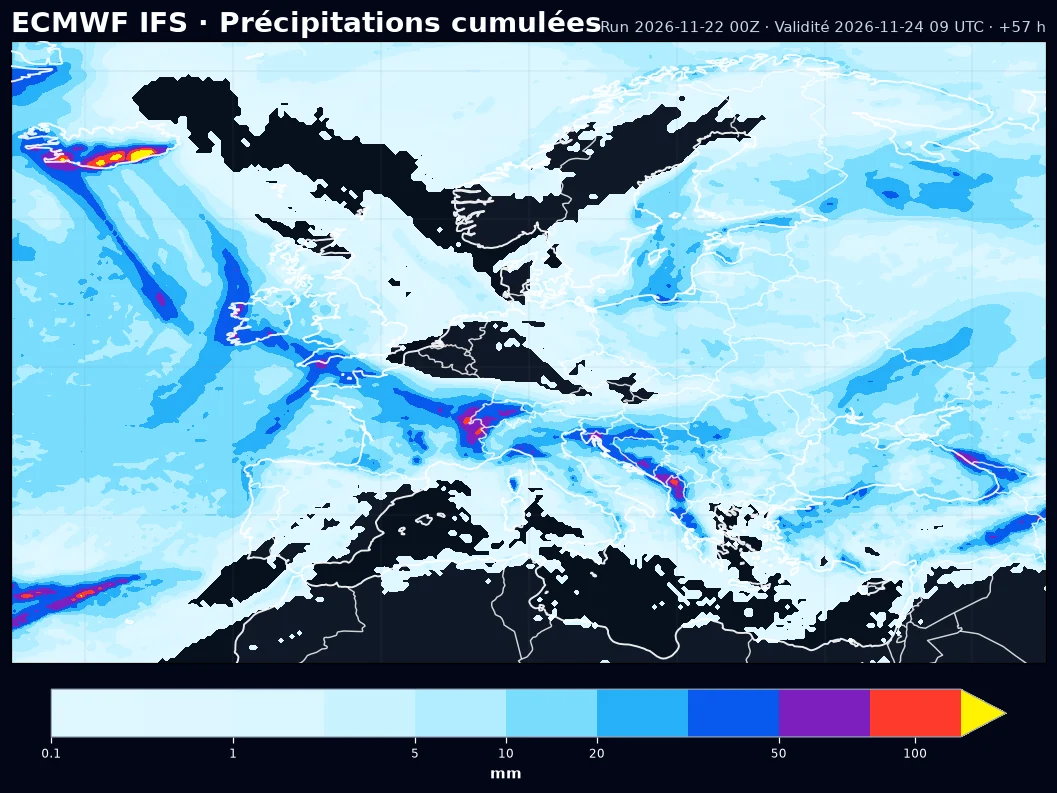 ECMWF IFS · Précipitations cumulées
Run 2026-11-22 00Z · Validité 2026-11-24 09 UTC · +57 h
0.1 1 5 10 20 50 100
mm